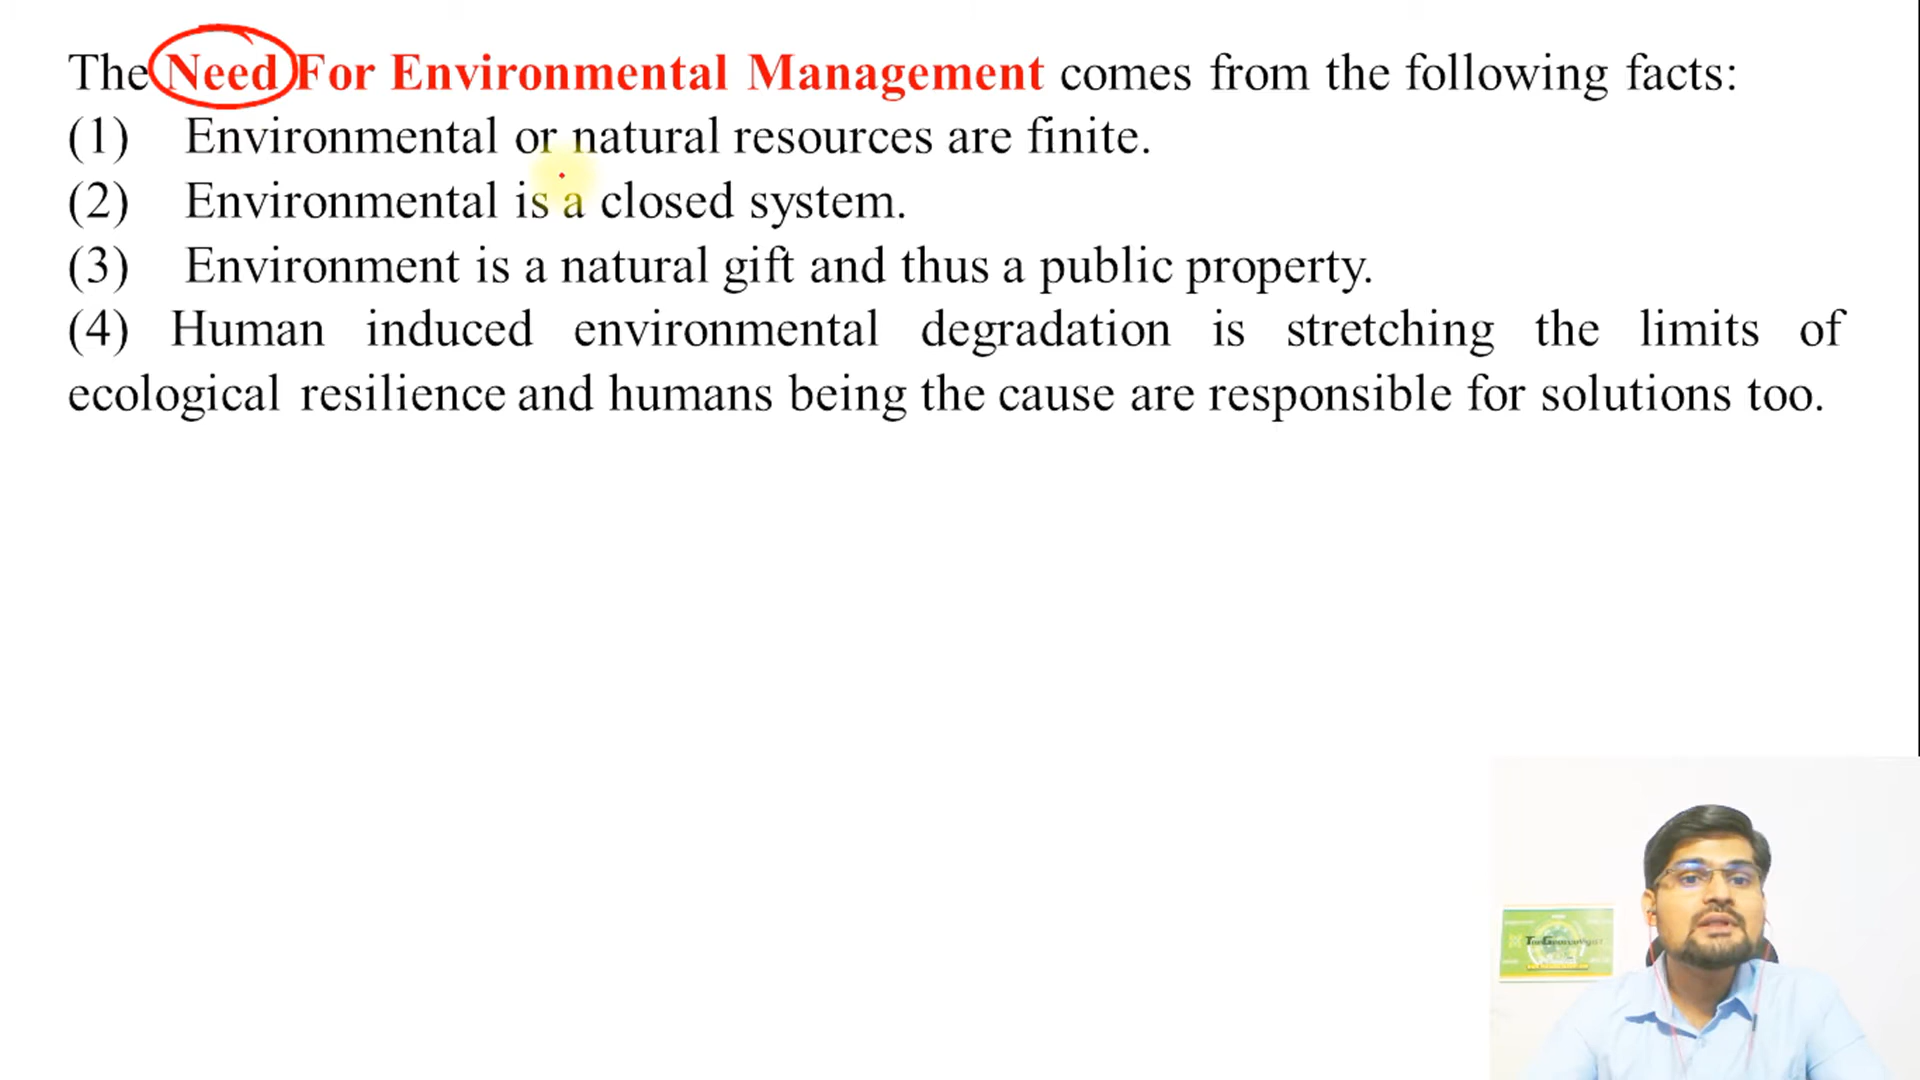 The Need For Environmental Management comes from the following facts:
(1) Environmental or natural resources are finite.
(2) Environmental is a closed system.
(3) Environment is a natural gift and thus a public property.
(4) Human induced environmental degradation is stretching the limits of
ecological resilience and humans being the cause are responsible for solutions too.